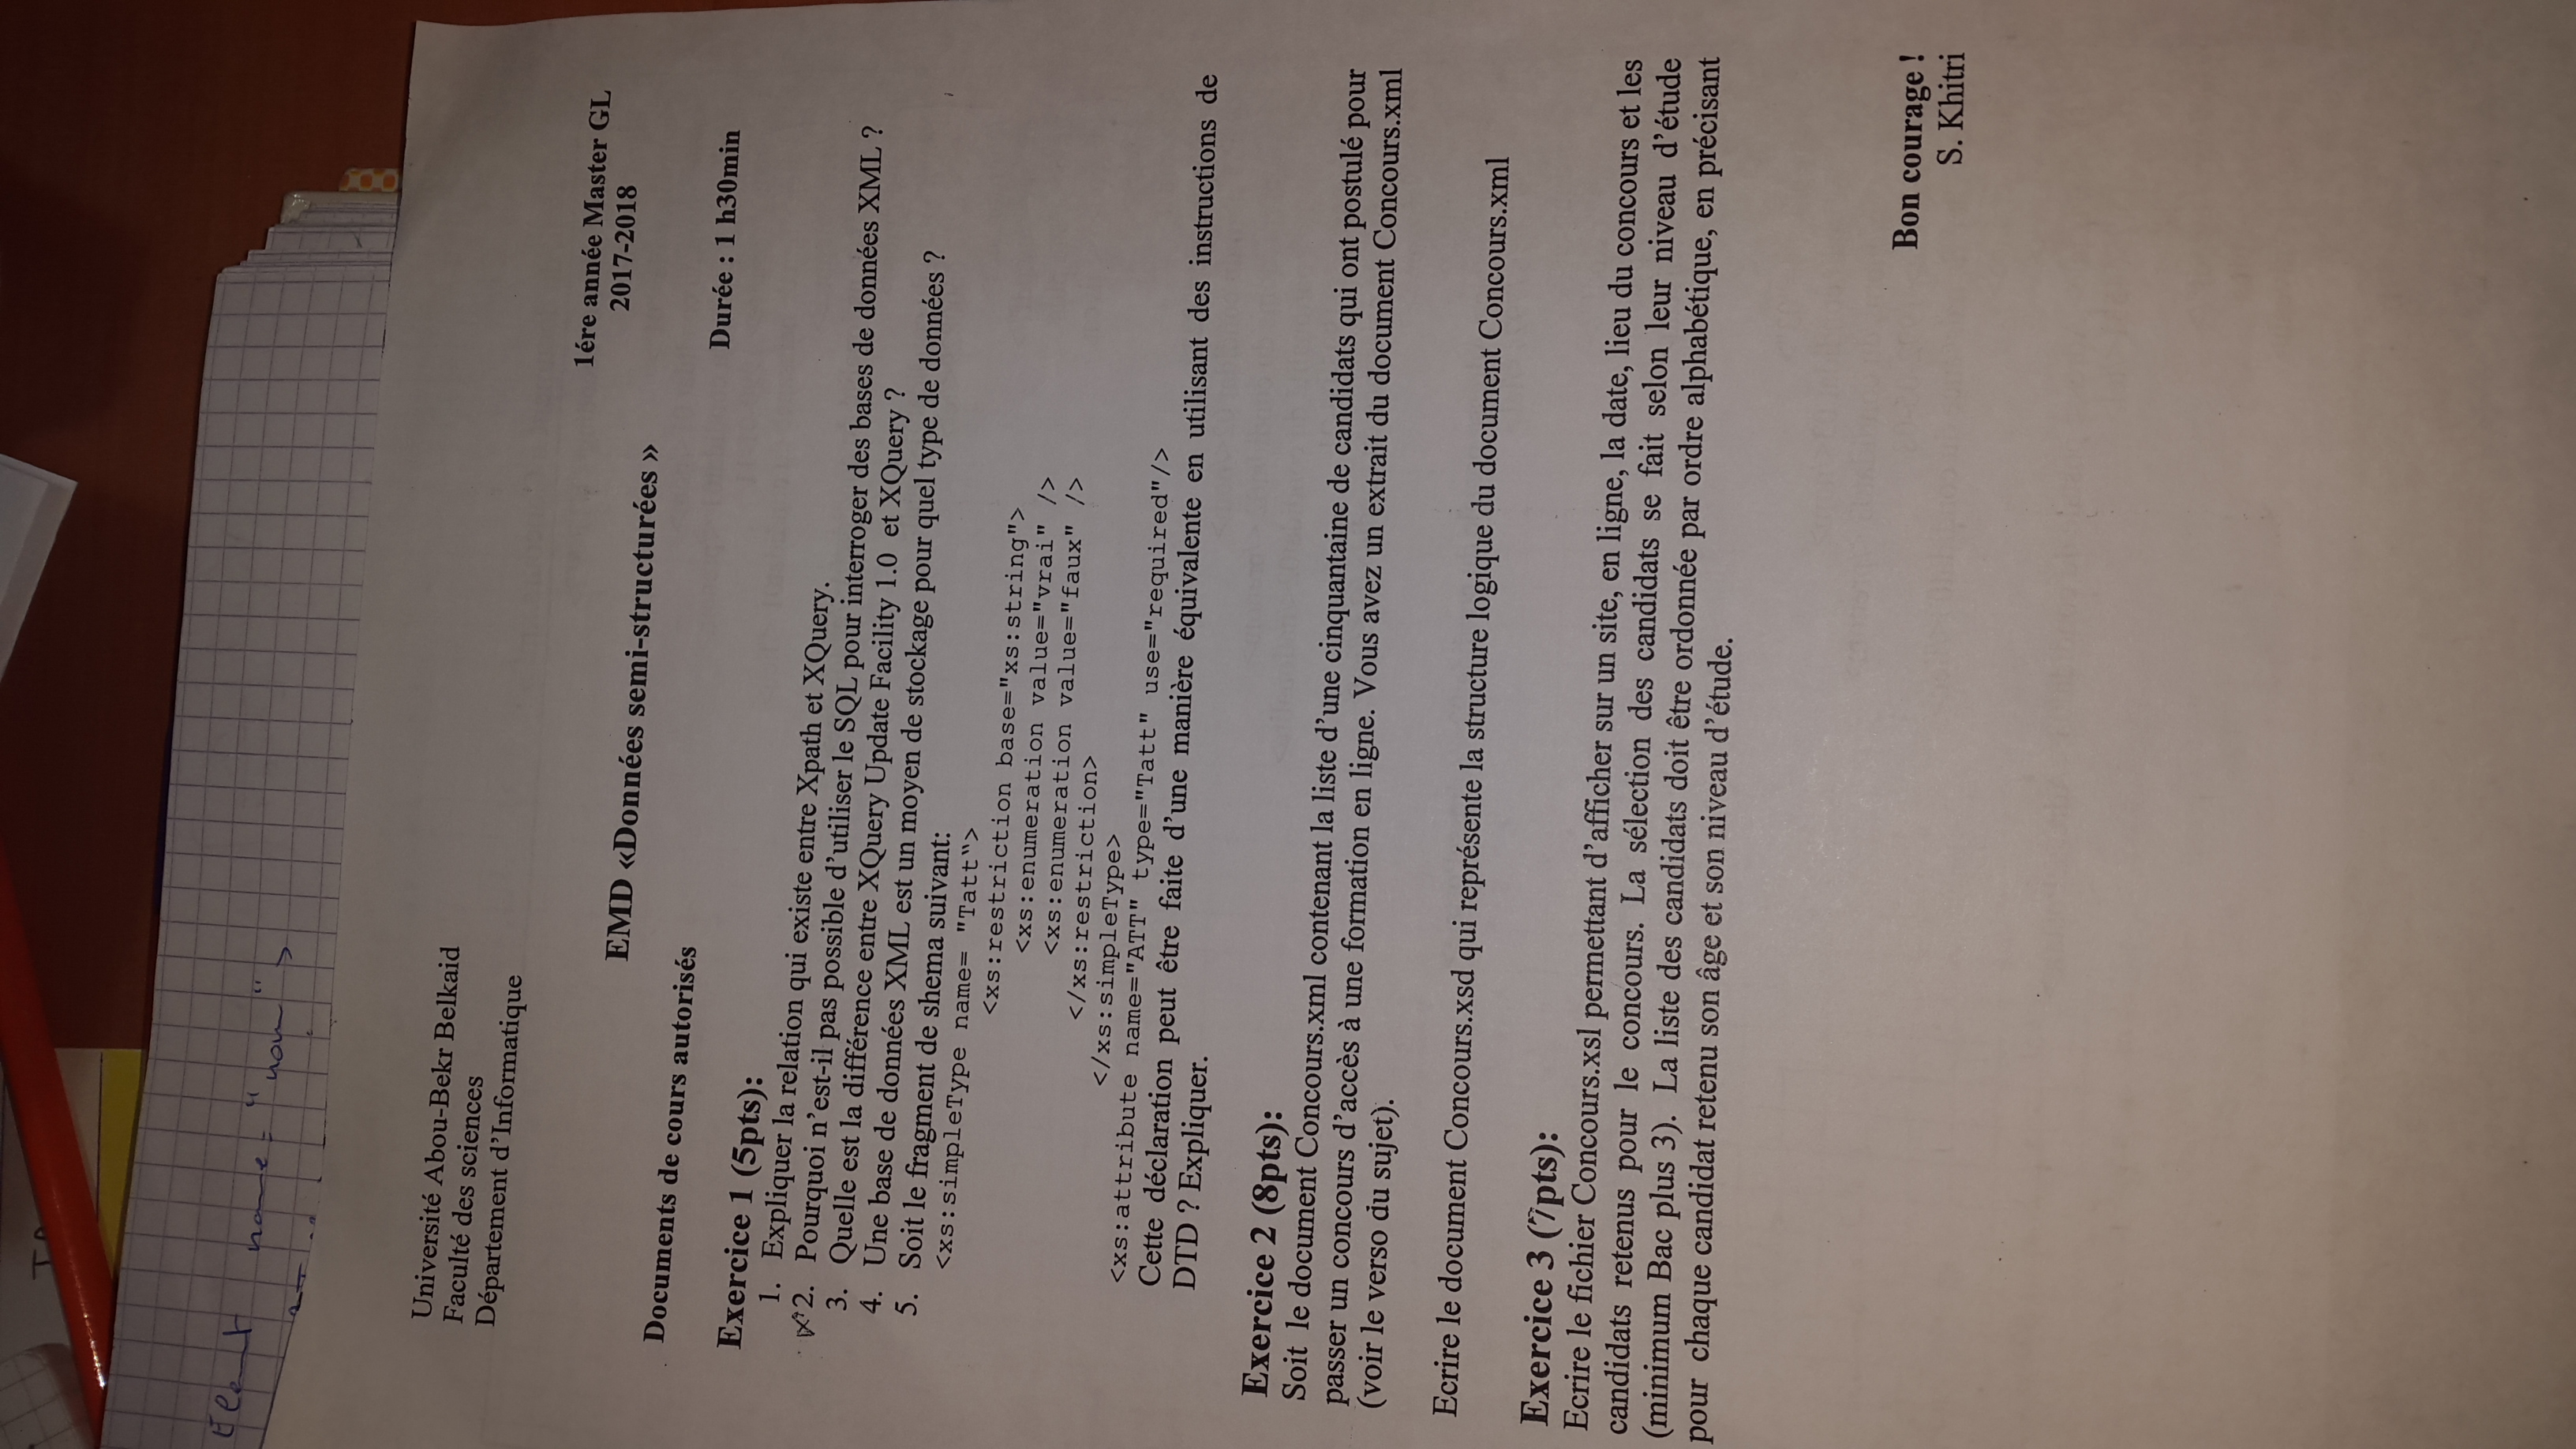 Elent name="nom">
Université Abou-Bekr Belkaid
Faculté des sciences
Département d'Informatique
1ére année Master GL
2017-2018
EMD «Données semi-structurées »
Documents de cours autorisés
Durée : 1 h30min
Exercice 1 (5pts):
1. Expliquer la relation qui existe entre Xpath et XQuery.
2. Pourquoi n'est-il pas possible d'utiliser le SQL pour interroger des bases de données XML ?
3. Quelle est la différence entre XQuery Update Facility 1.0 et XQuery ?
4. Une base de données XML est un moyen de stockage pour quel type de données ?
5. Soit le fragment de shema suivant:
<xs:simpleType name= "Tatt“>
<xs:restriction base="xs:string">
<xs:enumeration value="vrai" />
<xs:enumeration value="faux" />
</xs:restriction>
</xs:simpleType>
<xs:attribute name="ATT" type="Tatt" use="required"/>
Cette déclaration peut être faite d'une manière équivalente en utilisant des instructions de
DTD ? Expliquer.
Exercice 2 (8pts):
Soit le document Concours.xml contenant la liste d'une cinquantaine de candidats qui ont postulé pour
passer un concours d'accès à une formation en ligne. Vous avez un extrait du document Concours.xml
(voir le verso du sujet).
Ecrire le document Concours.xsd qui représente la structure logique du document Concours.xml
Exercice 3 (7pts):
Ecrire le fichier Concours.xsl permettant d'afficher sur un site, en ligne, la date, lieu du concours et les
candidats retenus pour le concours. La sélection des candidats se fait selon leur niveau d'étude
(minimum Bac plus 3). La liste des candidats doit être ordonnée par ordre alphabétique, en précisant
pour chaque candidat retenu son âge et son niveau d'étude.
Bon courage !
S. Khitri